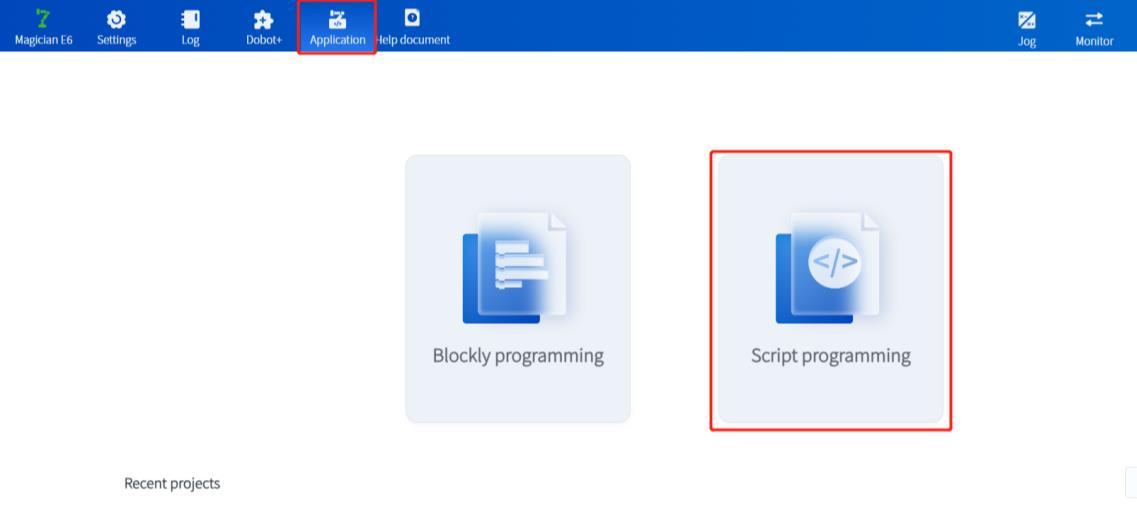 Magician E6 Settings Log Dobot+ Application Help document Jog Monitor
</>
Blockly programming Script programming
Recent projects